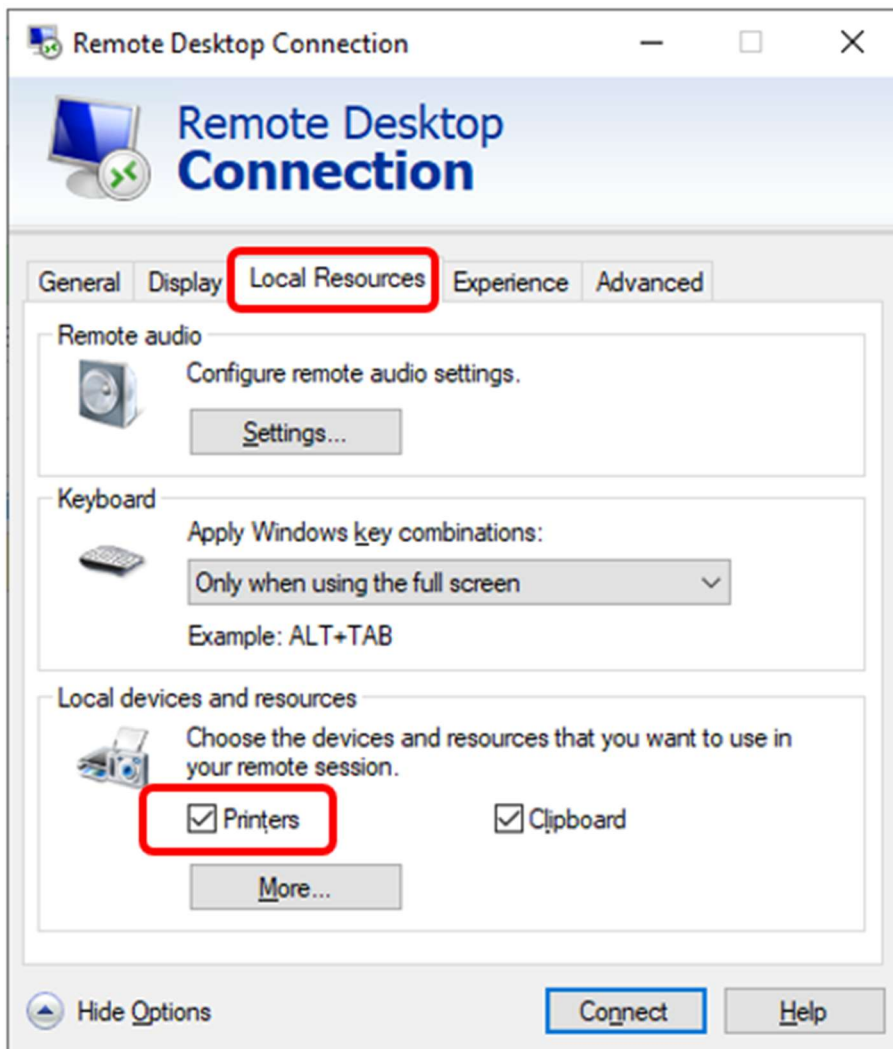 Remote Desktop Connection
Remote Desktop
Connection
General Display Local Resources Experience Advanced
Remote audio
Configure remote audio settings.
Settings...
Keyboard
Apply Windows key combinations:
Only when using the full screen
Example: ALT+TAB
Local devices and resources
Choose the devices and resources that you want to use in
your remote session.
Printers Clipboard
More...
Hide Options Connect Help